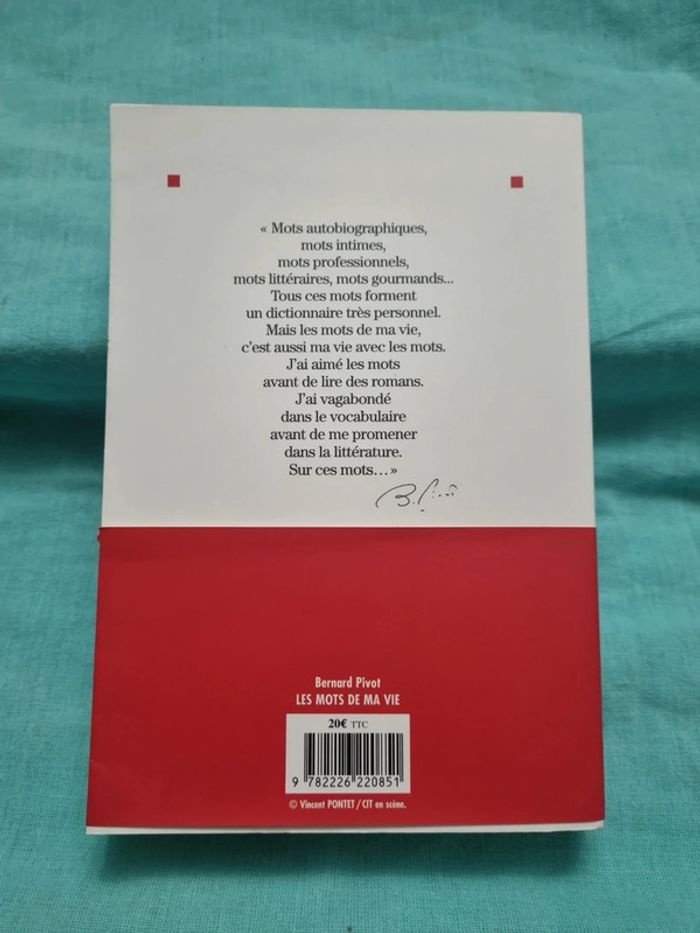 « Mots autobiographiques,
mots intimes,
mots professionnels,
mots littéraires, mots gourmands...
Tous ces mots forment
un dictionnaire très personnel.
Mais les mots de ma vie,
c'est aussi ma vie avec les mots.
J'ai aimé les mots
avant de lire des romans.
J'ai vagabondé
dans le vocabulaire
avant de me promener
dans la littérature.
Sur ces mots... »
B. Pivot
Bernard Pivot
LES MOTS DE MA VIE
20€ TTC
9 782226 220851
© Vincent PONTET / CIT en scène.